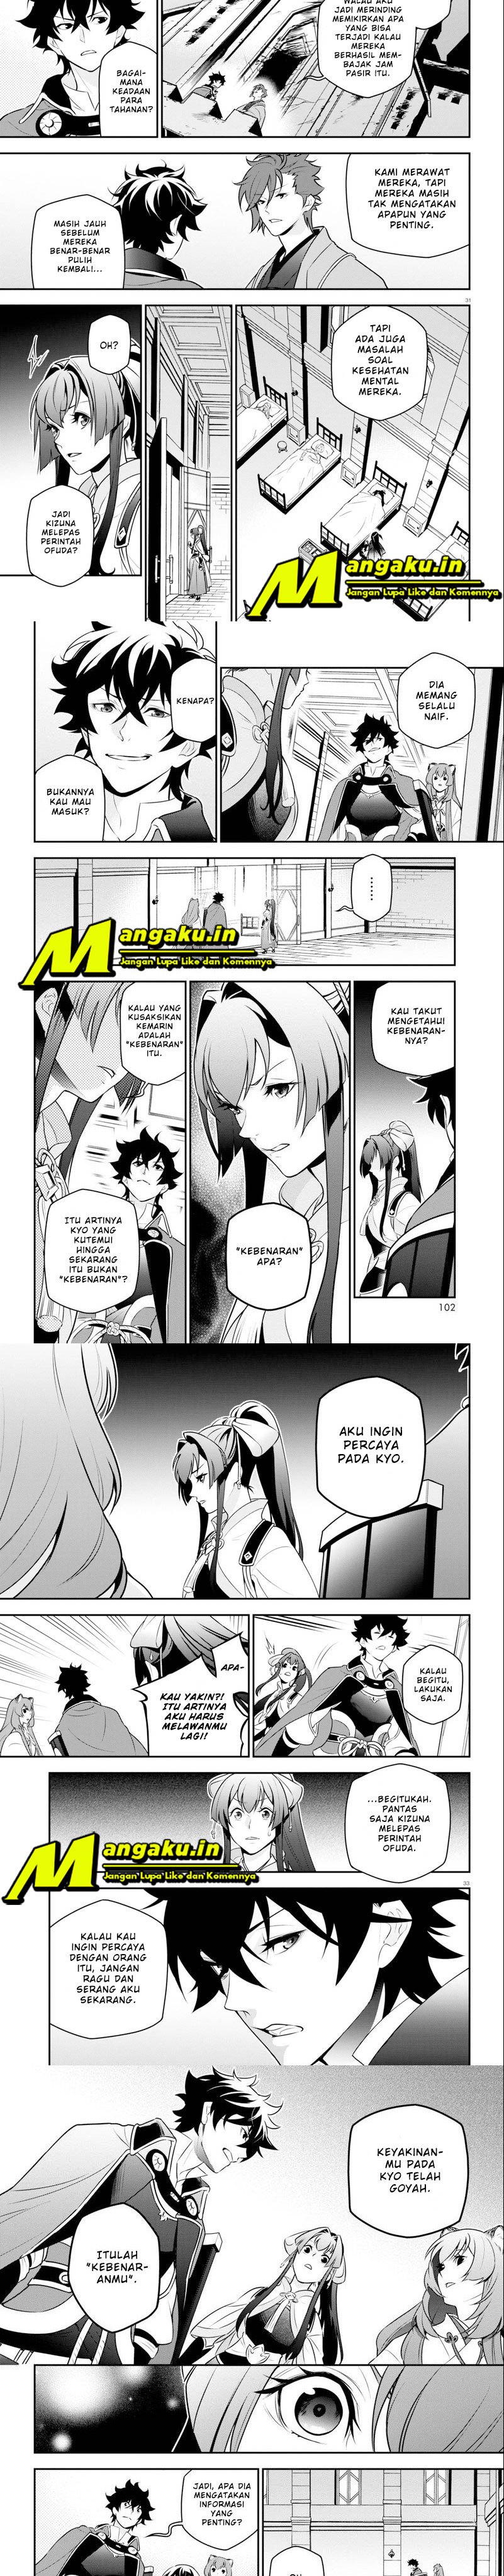 WALAU AKU
JADI MERINDING
MEMIKIRKAN APA
YANG BISA
TERJADI KALAU
MEREKA
BERHASIL MEM-
BAJAK JAM
PASIR ITU.
BAGAI-
MANA
KEADAAN
PARA
TAHANAN?
KAMI MERAWAT
MEREKA, TAPI
MEREKA MASIH
TAK MENGATAKAN
APAPUN YANG
PENTING.
MASIH JAUH
SEBELUM
MEREKA
BENAR-BENAR
PULIH
KEMBALI...
31
TAPI
ADA JUGA
MASALAH
SOAL
KESEHATAN
MENTAL
MEREKA.
OH?
JADI
KIZUNA
MELEPAS
PERINTAH
OFUDA?
Mangaku.in
Jangan Lupa Like dan Komennya
DIA
MEMANG
SELALU
NAIF.
KENAPA?
BUKANNYA
KAU MAU
MASUK?
........
Mangaku.in
Jangan Lupa Like dan Komennya
KAU TAKUT
MENGETAHUI
KEBENARAN-
NYA?
"KEBENARAN"
APA?
KALAU YANG
KUSAKSIKAN
KEMARIN
ADALAH
"KEBENARAN"
ITU.
ITU ARTINYA
KYO YANG
KUTEMUI
HINGGA
SEKARANG
ITU BUKAN
"KEBENARAN"?
102
AKU INGIN
PERCAYA
PADA KYO.
KALAU
BEGITU,
LAKUKAN
SAJA.
APA-
KAU YAKIN?!
ITU ARTINYA
AKU HARUS
MELAWANMU
LAGI!
...BEGITUKAH.
PANTAS
SAJA KIZUNA
MELEPAS
PERINTAH
OFUDA.
Mangaku.in
Jangan Lupa Like dan Komennya
33
KALAU KAU
INGIN PERCAYA
DENGAN ORANG
ITU, JANGAN
RAGU DAN
SERANG AKU
SEKARANG.
KEYAKINAN-
MU PADA
KYO TELAH
GOYAH.
ITULAH
"KEBENAR-
ANMU".
JADI, APA DIA
MENGATAKAN
INFORMASI
YANG
PENTING?